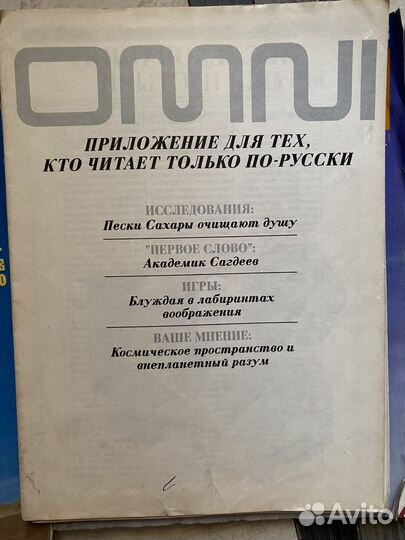 OMNI
ПРИЛОЖЕНИЕ ДЛЯ ТЕХ,
КТО ЧИТАЕТ ТОЛЬКО ПО-РУССКИ
ИССЛЕДОВАНИЯ:
Пески Сахары очищают душу
"ПЕРВОЕ СЛОВО":
Академик Сагдеев
ИГРЫ:
Блуждая в лабиринтах
воображения
ВАШЕ МНЕНИЕ:
Космическое пространство и
внепланетный разум
Avito